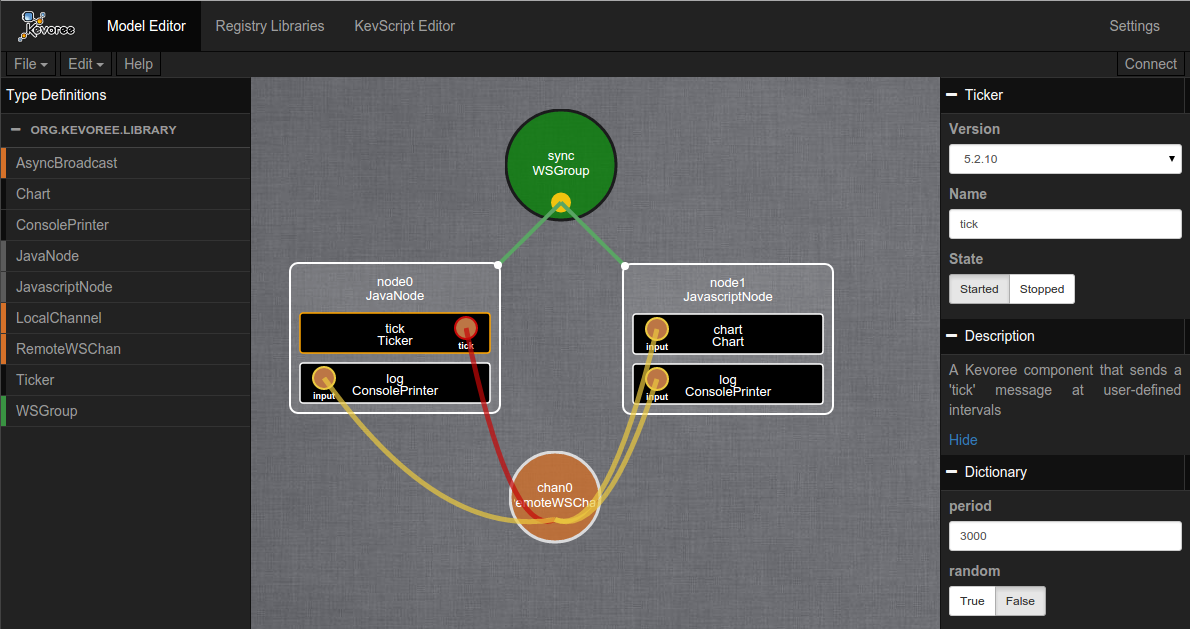 Kevoree
Model Editor
Registry Libraries
KevScript Editor
Settings
File
Edit
Help
Connect
Type Definitions
ORG.KEVOREE.LIBRARY
AsyncBroadcast
Chart
ConsolePrinter
JavaNode
JavascriptNode
LocalChannel
RemoteWSChan
Ticker
WSGroup
sync
WSGroup
node0
JavaNode
tick
Ticker
tick
log
ConsolePrinter
input
node1
JavascriptNode
chart
Chart
input
log
ConsolePrinter
input
chan0
emoteWSCha
Ticker
Version
5.2.10
Name
tick
State
Started
Stopped
Description
A Kevoree component that sends a
'tick' message at user-defined
intervals
Hide
Dictionary
period
3000
random
True
False